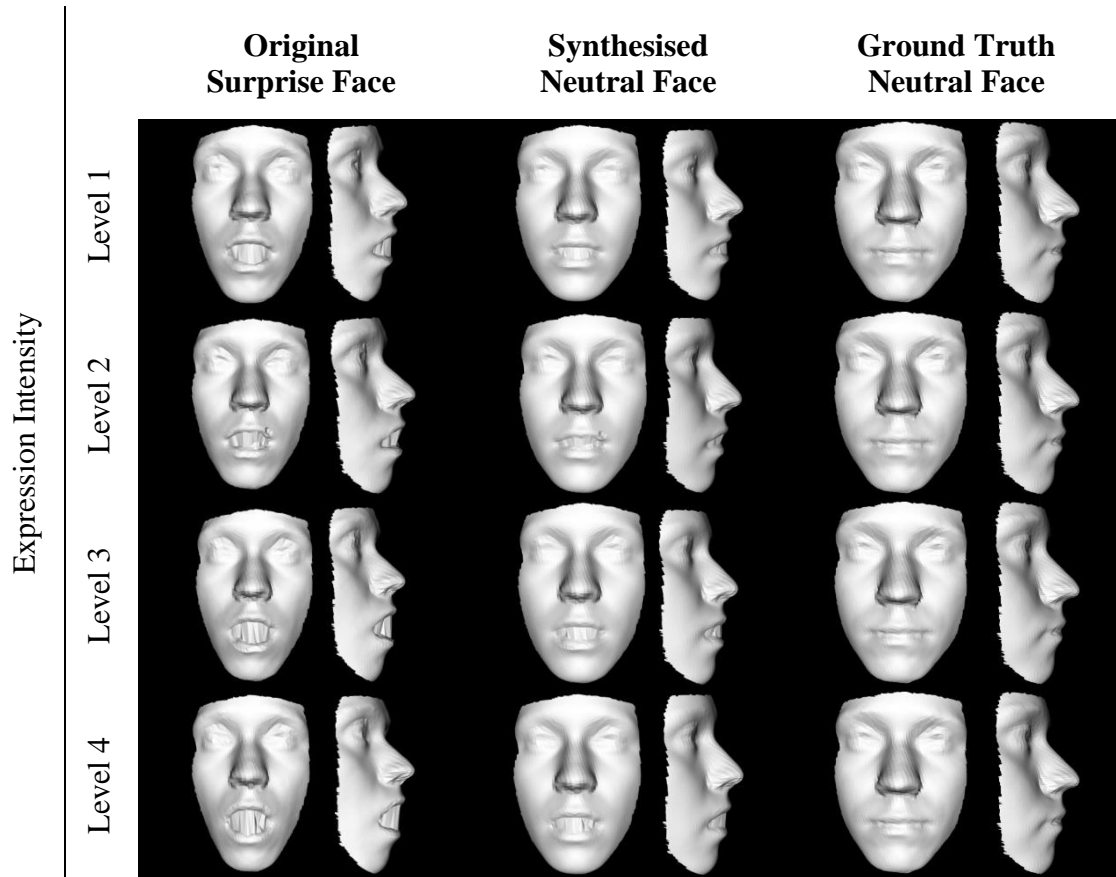 Original
Surprise Face
Synthesised
Neutral Face
Ground Truth
Neutral Face
Expression Intensity
Level 1
Level 2
Level 3
Level 4